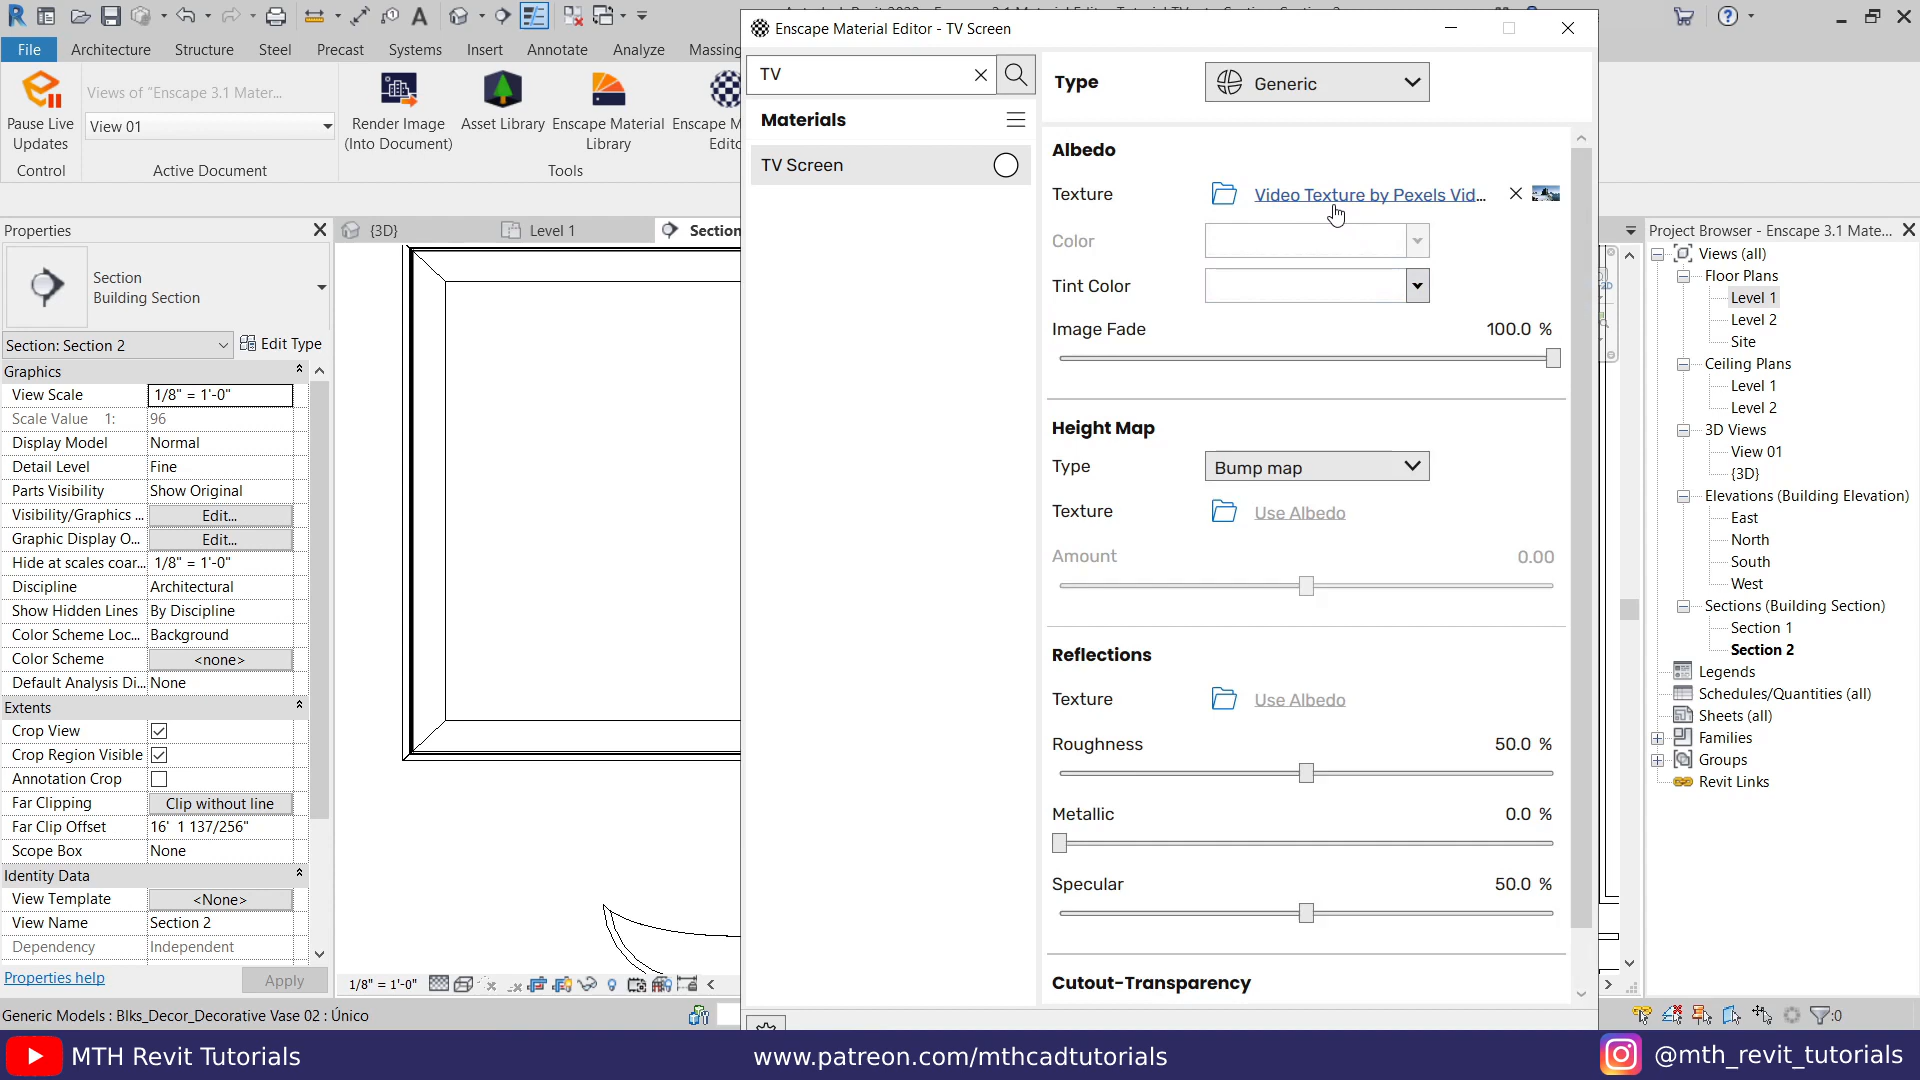 Enscape Material Editor - TV Screen
File
Architecture
Structure
Steel
Precast
Systems
Insert
Annotate
Analyze
Massing
Pause Live
Updates
Control
Views of "Enscape 3.1 Mater...
View 01
Active Document
Render Image
(Into Document)
Asset Library
Enscape Material
Library
Enscape M
Edito
Tools
TV
Materials
TV Screen
Type
Generic
Albedo
Texture
Video Texture by Pexels Vid...
Color
Tint Color
Image Fade
100.0 %
Height Map
Type
Bump map
Texture
Use Albedo
Amount
0.00
Reflections
Texture
Use Albedo
Roughness
50.0 %
Metallic
0.0 %
Specular
50.0 %
Cutout-Transparency
Properties
{3D}
Level 1
Section
Section
Building Section
Section: Section 2
Edit Type
Graphics
View Scale
1/8" = 1'-0"
Scale Value 1:
96
Display Model
Normal
Detail Level
Fine
Parts Visibility
Show Original
Visibility/Graphics ...
Edit...
Graphic Display O...
Edit...
Hide at scales coar...
1/8" = 1'-0"
Discipline
Architectural
Show Hidden Lines
By Discipline
Color Scheme Loc...
Background
Color Scheme
<none>
Default Analysis Di...
None
Extents
Crop View
Crop Region Visible
Annotation Crop
Far Clipping
Clip without line
Far Clip Offset
16' 1 137/256"
Scope Box
None
Identity Data
View Template
<None>
View Name
Section 2
Dependency
Independent
Properties help
Apply
1/8" = 1'-0"
Generic Models : Blks_Decor_Decorative Vase 02 : Único
Project Browser - Enscape 3.1 Mate...
Views (all)
Floor Plans
Level 1
Level 2
Site
Ceiling Plans
Level 1
Level 2
3D Views
View 01
{3D}
Elevations (Building Elevation)
East
North
South
West
Sections (Building Section)
Section 1
Section 2
Legends
Schedules/Quantities (all)
Sheets (all)
Families
Groups
Revit Links
:0
MTH Revit Tutorials
www.patreon.com/mthcadtutorials
@mth_revit_tutorials